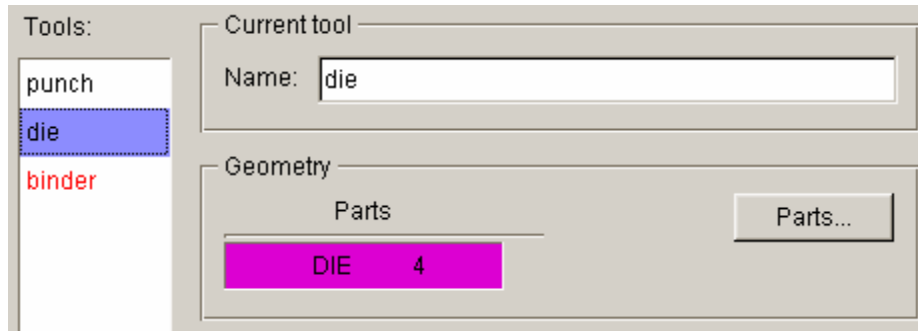 Tools:
punch
die
binder
Current tool
Name: die
Geometry
Parts
DIE 4
Parts...